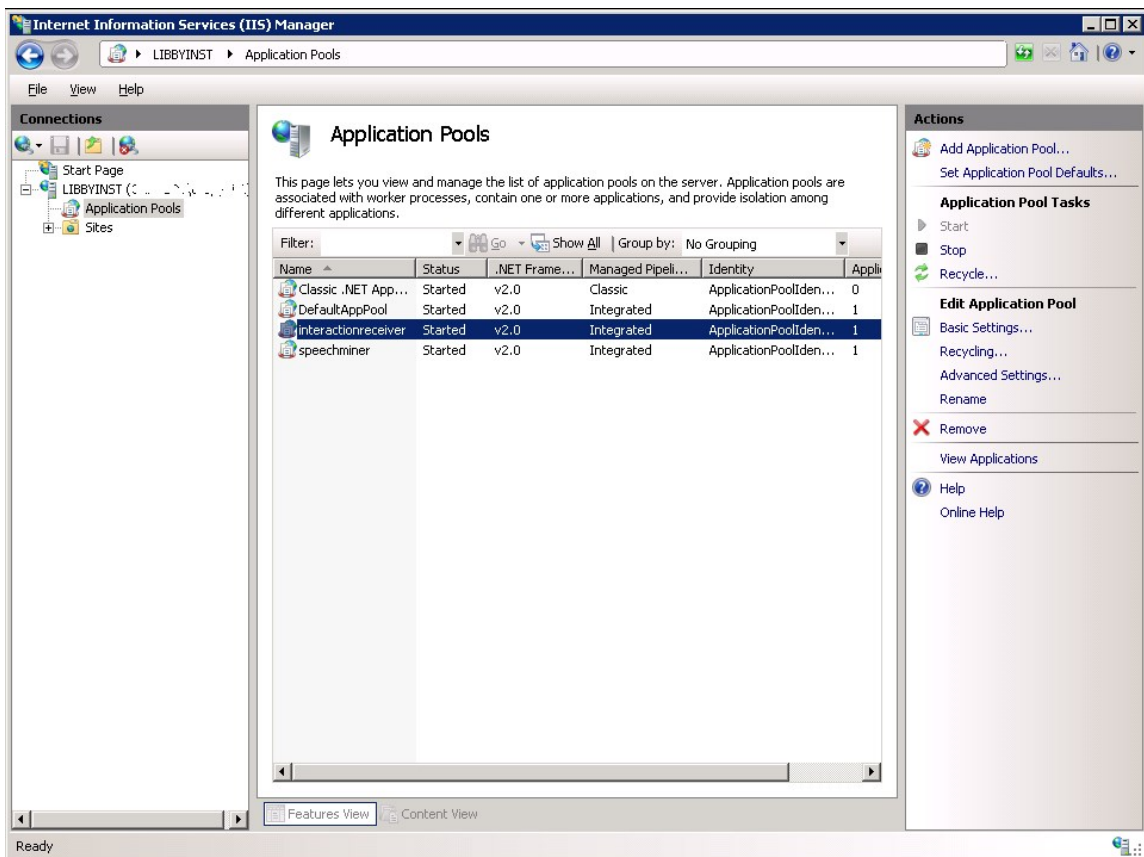 Internet Information Services (IIS) Manager
LIBBYINST Application Pools
File View Help
Connections
Start Page
LIBBYINST (
Application Pools
Sites
Application Pools
This page lets you view and manage the list of application pools on the server. Application pools are
associated with worker processes, contain one or more applications, and provide isolation among
different applications.
Filter: Go Show All Group by: No Grouping
Name Status .NET Frame... Managed Pipeli... Identity Applic
Classic .NET App... Started v2.0 Classic ApplicationPoolIden... 0
DefaultAppPool Started v2.0 Integrated ApplicationPoolIden... 1
interactionreceiver Started v2.0 Integrated ApplicationPoolIden... 1
speechminer Started v2.0 Integrated ApplicationPoolIden... 1
Features View Content View
Actions
Add Application Pool...
Set Application Pool Defaults...
Application Pool Tasks
Start
Stop
Recycle...
Edit Application Pool
Basic Settings...
Recycling...
Advanced Settings...
Rename
Remove
View Applications
Help
Online Help
Ready